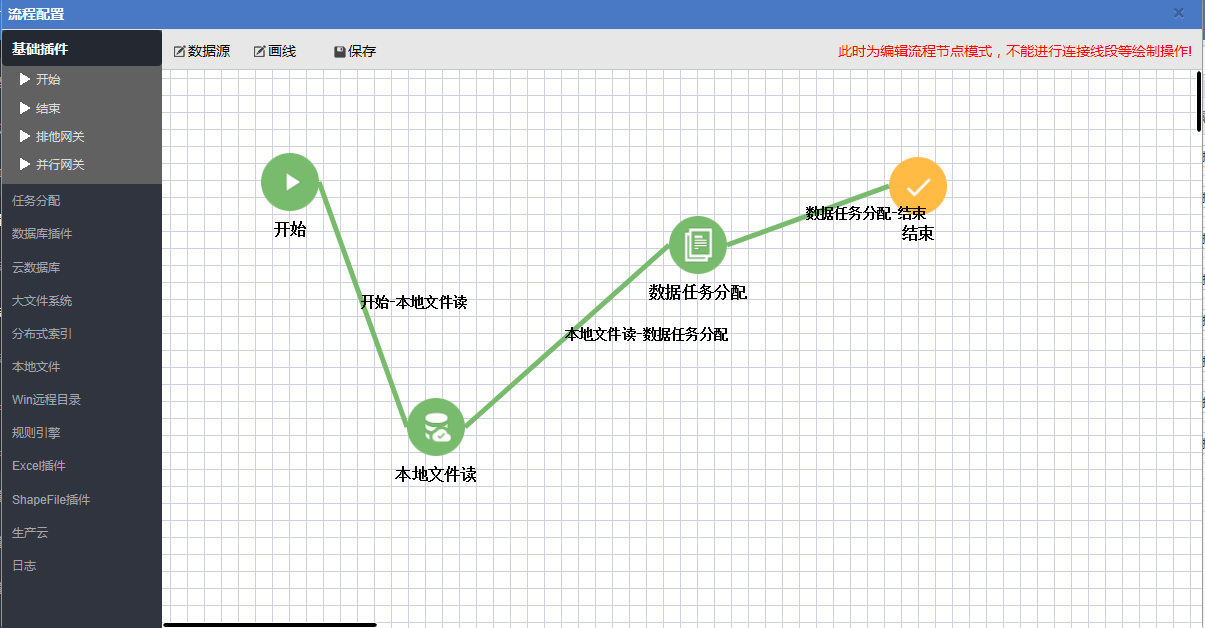 流程配置
基础插件
开始
结束
排他网关
并行网关
任务分配
数据库插件
云数据库
大文件系统
分布式索引
本地文件
Win远程目录
规则引擎
Excel插件
ShapeFile插件
生产云
日志
数据源 画线 保存
此时为编辑流程节点模式，不能进行连接线段等绘制操作!
开始
数据任务分配-结束
结束
数据任务分配
开始-本地文件读
本地文件读-数据任务分配
本地文件读